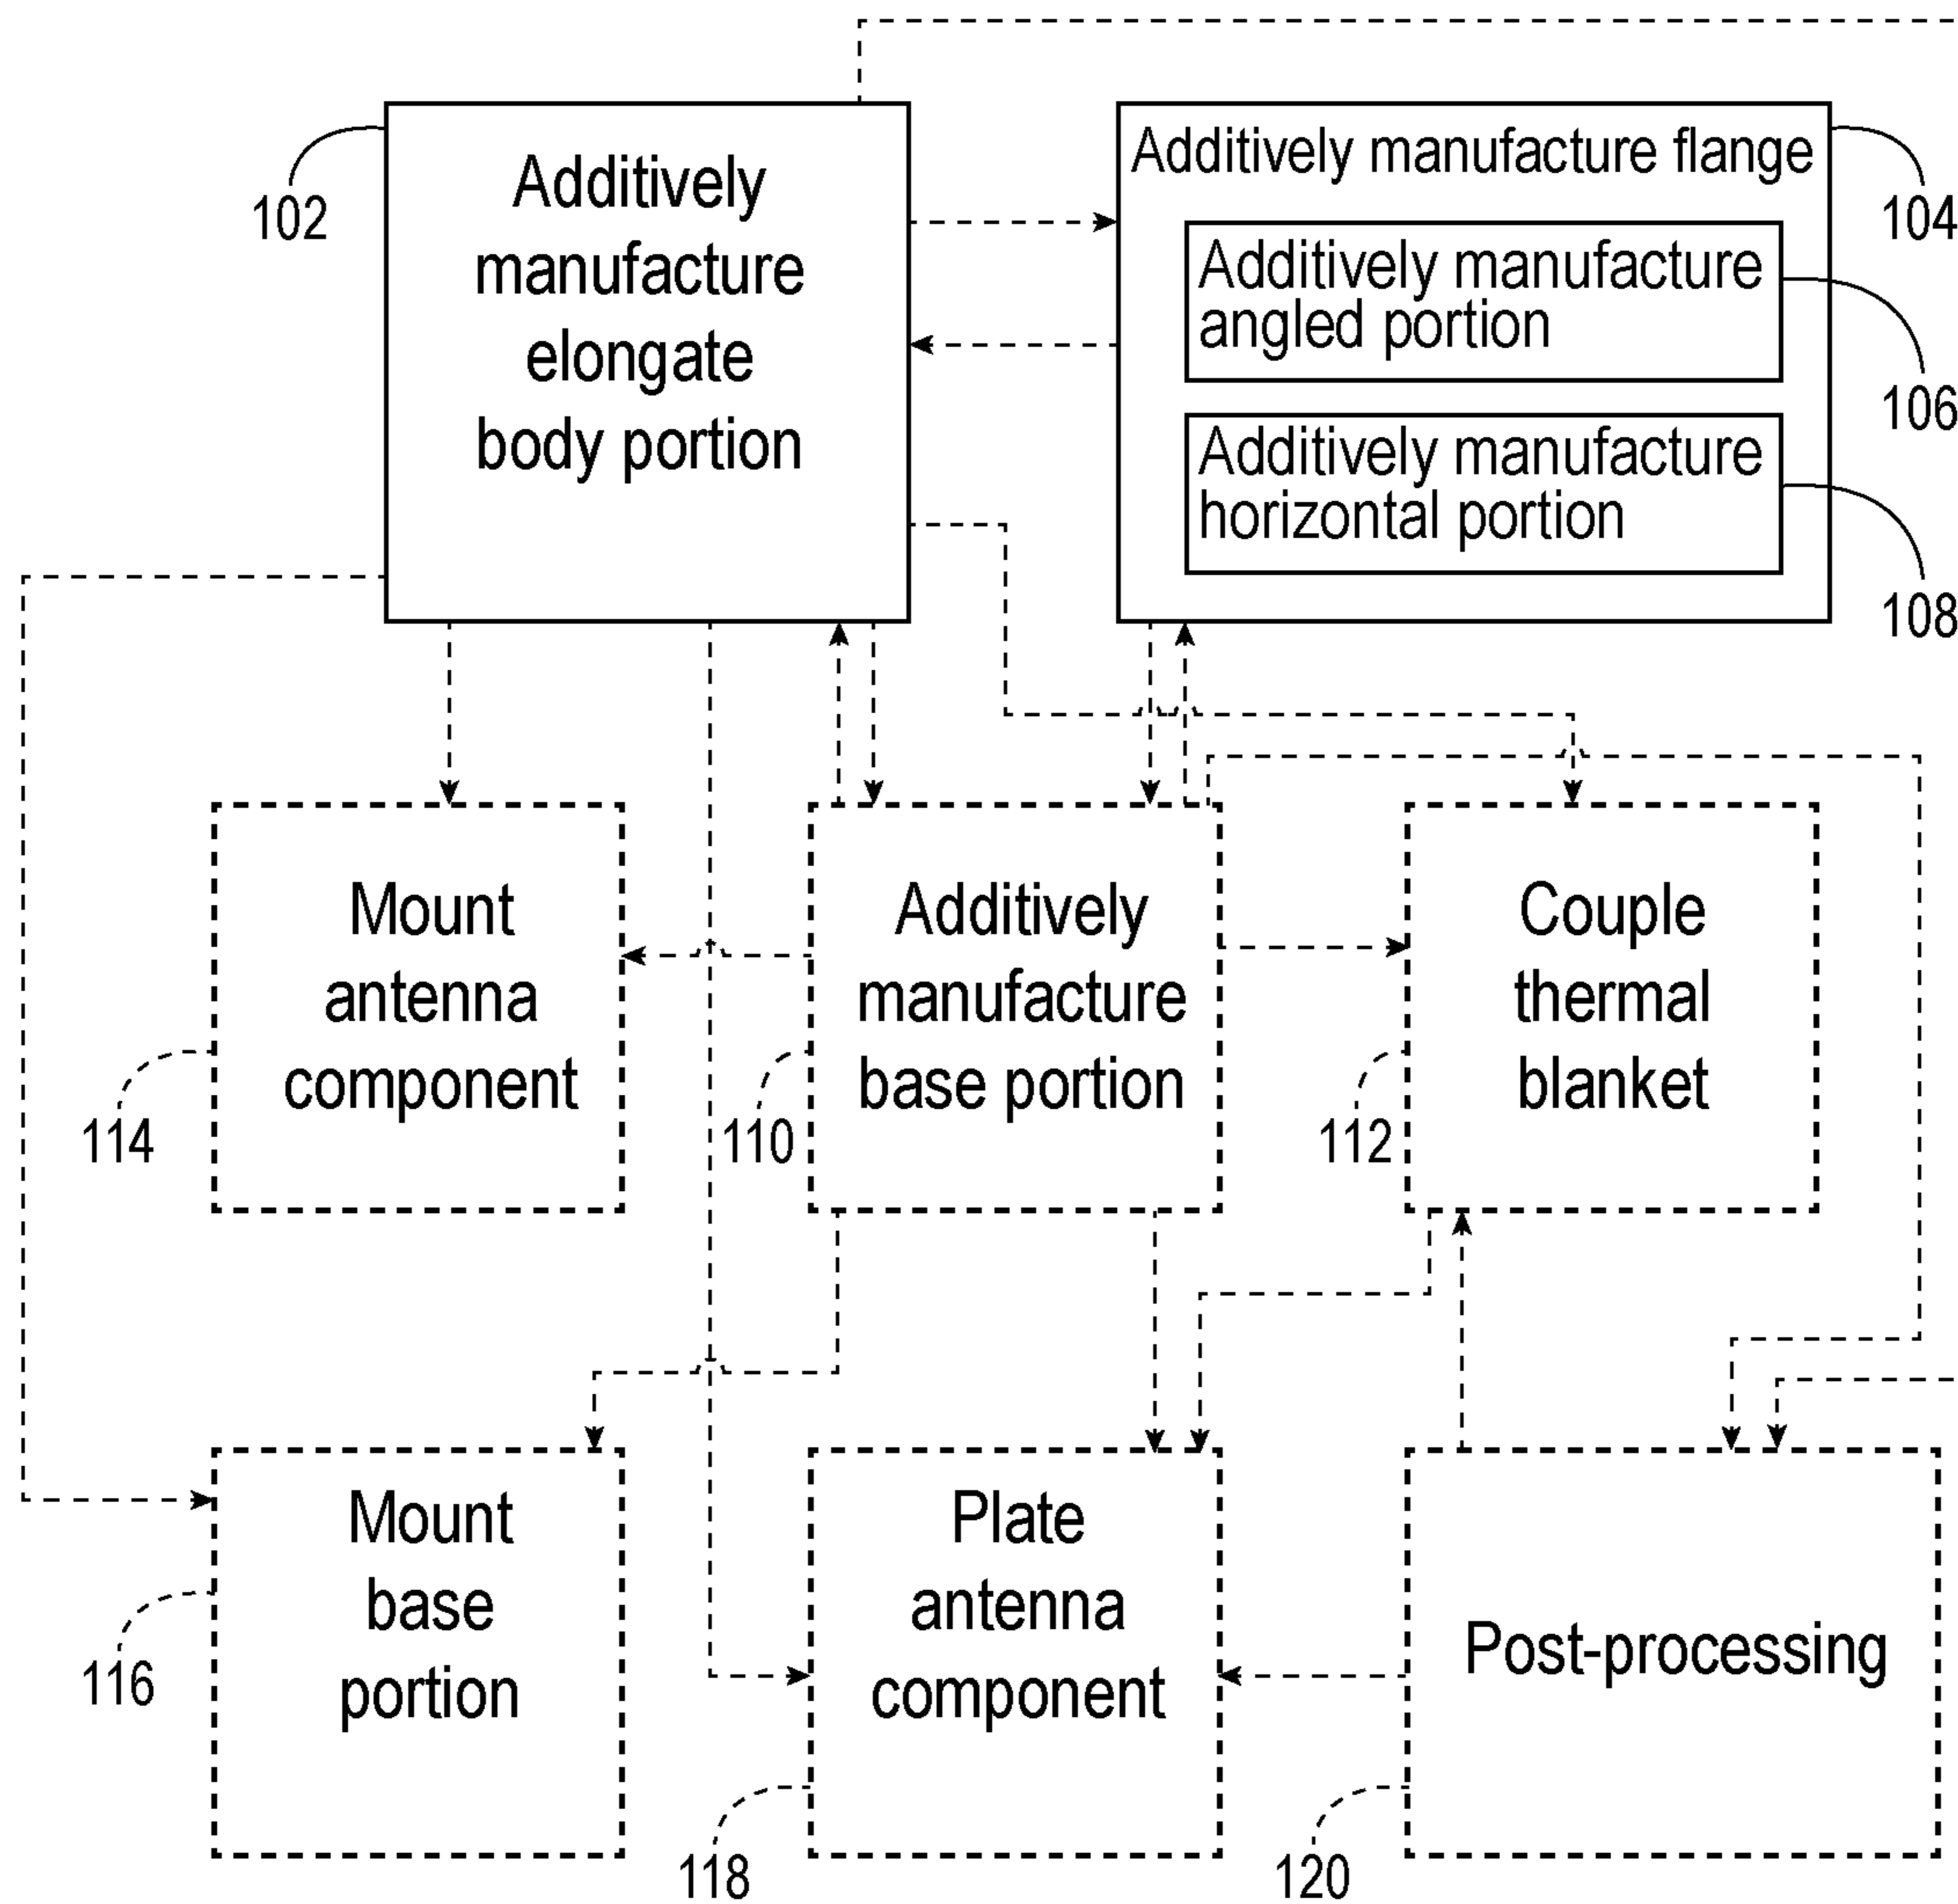 Additively
manufacture
elongate
body portion
102
Additively manufacture flange
104
Additively manufacture
angled portion
106
Additively manufacture
horizontal portion
108
Mount
antenna
component
114
Additively
manufacture
base portion
110
Couple
thermal
blanket
112
Mount
base
portion
116
Plate
antenna
component
118
Post-processing
120